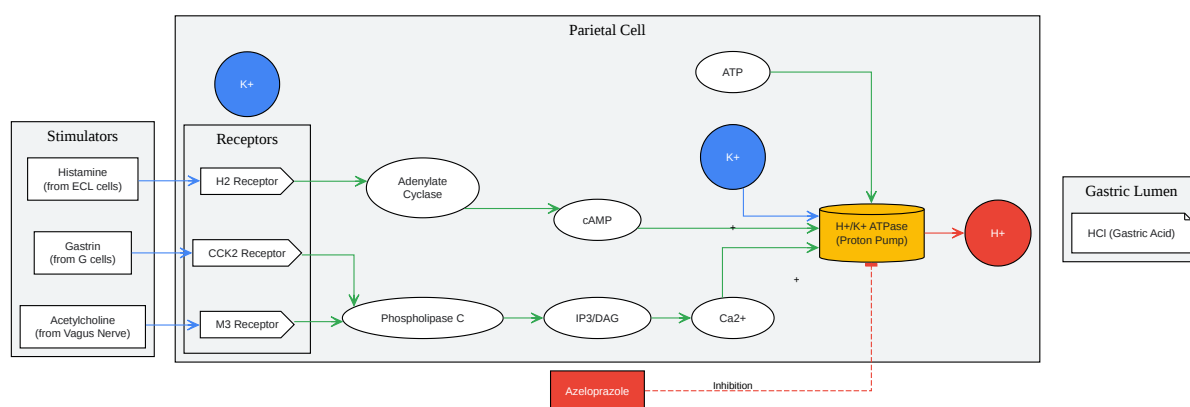 Parietal Cell
K+
ATP
Stimulators
Receptors
Histamine
(from ECL cells)
H2 Receptor
Adenylate
Cyclase
K+
cAMP
+
H+/K+ ATPase
(Proton Pump)
H+
Gastric Lumen
HCl (Gastric Acid)
Gastrin
(from G cells)
CCK2 Receptor
+
Acetylcholine
(from Vagus Nerve)
M3 Receptor
Phospholipase C
IP3/DAG
Ca2+
Azeloprazole
Inhibition